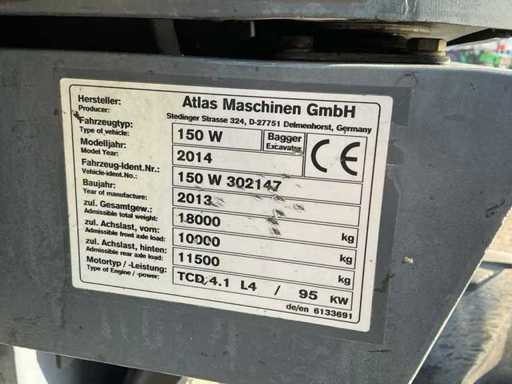 Hersteller:
Producer:
Atlas Maschinen GmbH
Stedinger Strasse 324, D-27751 Delmenhorst, Germany
Fahrzeugtyp:
Type of vehicle:
150 W
Bagger
Excavator
CE
Modelljahr:
Model Year:
2014
Fahrzeug-Ident.Nr.:
Vehicle-ident.No.:
150 W 302147
Baujahr:
Year of manufacture:
2013
zul. Gesamtgew.:
Admissible total weight:
18000 kg
zul. Achslast, vorn:
Admissible front axle load:
10000 kg
zul. Achslast, hinten:
Admissible rear axle load:
11500 kg
Motortyp / -Leistung:
Type of Engine / -power:
TCD 4.1 L4 / 95 KW
de/en 6133691